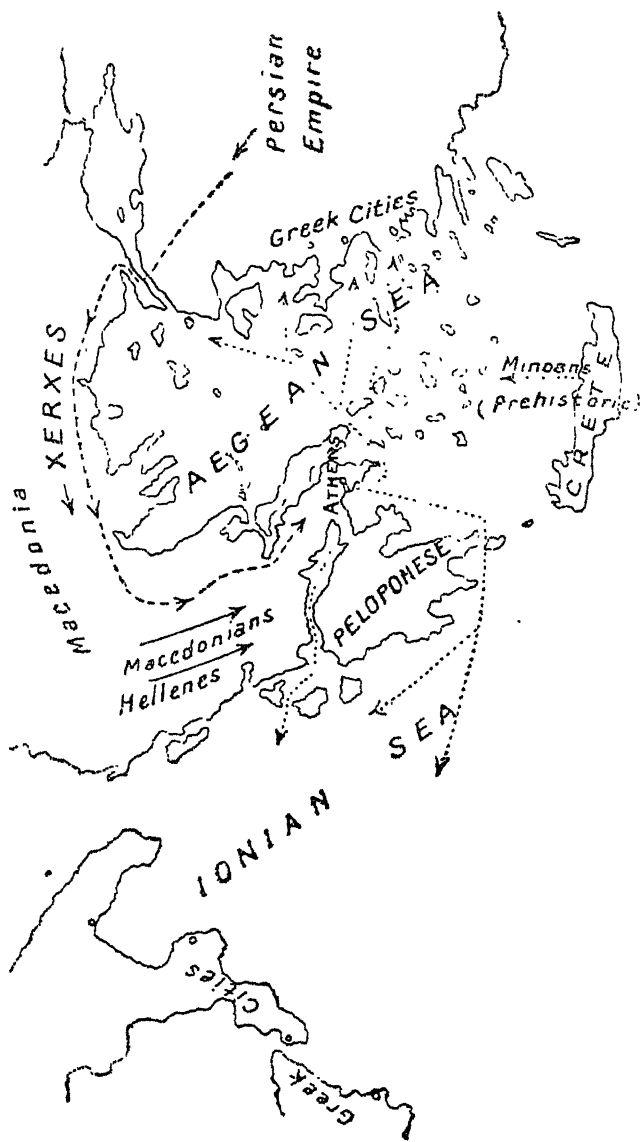 Persian
Empire
Greek Cities
XERXES
Macedonia
Macedonians
Hellenes
AEGEAN
SEA
ATHENS
PELOPONESE
Minoans
(Prehistoric)
CRETE
IONIAN
SEA
Greek
Cities